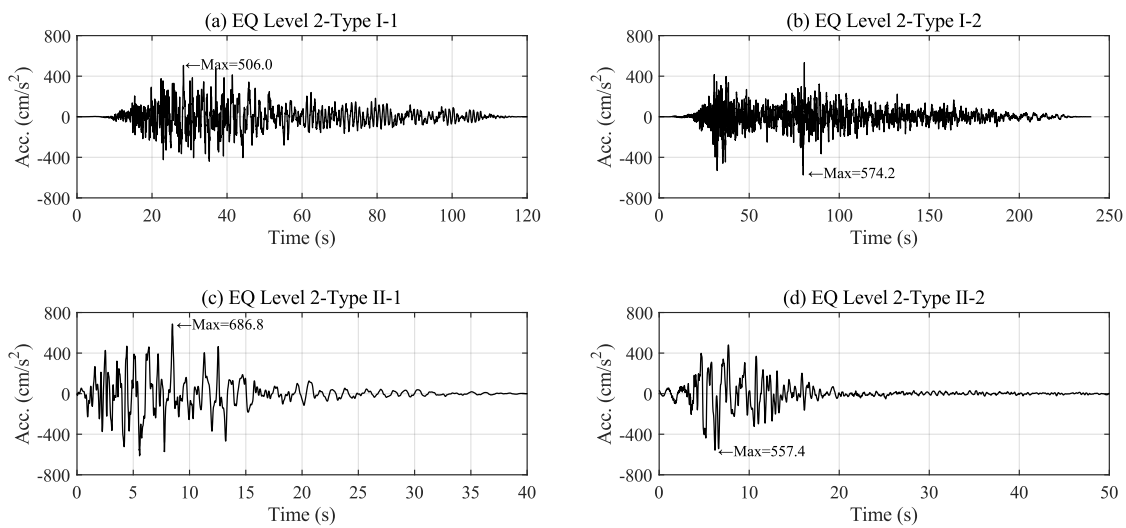 (a) EQ Level 2-Type I-1
800
400
0
-400
-800
Acc. (cm/s²)
←Max=506.0
0 20 40 60 80 100 120
Time (s)
(b) EQ Level 2-Type I-2
800
400
0
-400
-800
Acc. (cm/s²)
←Max=574.2
0 50 100 150 200 250
Time (s)
(c) EQ Level 2-Type II-1
800
400
0
-400
-800
Acc. (cm/s²)
←Max=686.8
0 5 10 15 20 25 30 35 40
Time (s)
(d) EQ Level 2-Type II-2
800
400
0
-400
-800
Acc. (cm/s²)
←Max=557.4
0 10 20 30 40 50
Time (s)